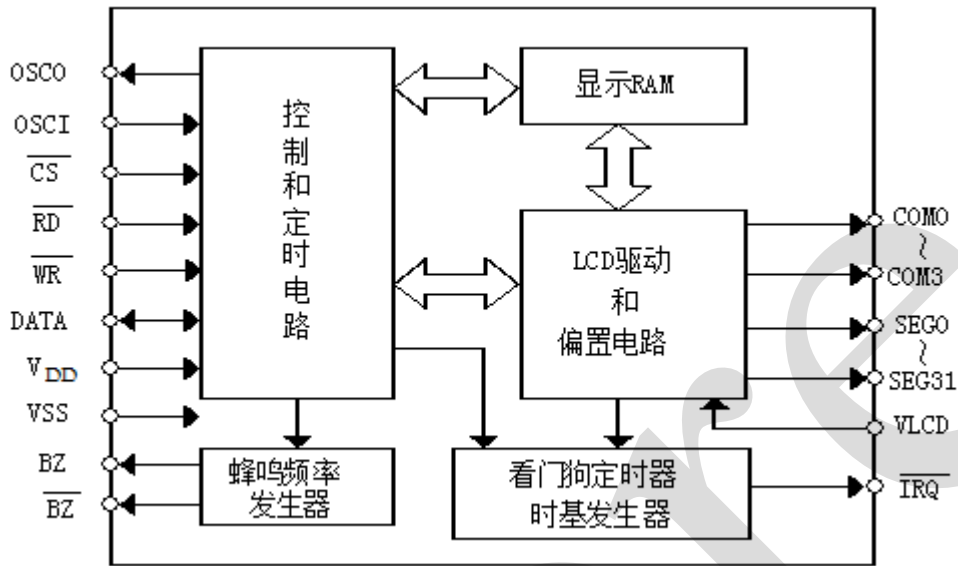 OSCO
OSCI
CS
RD
WR
DATA
VDD
VSS
BZ
BZ
控制和定时电路
显示RAM
LCD驱动
和
偏置电路
蜂鸣频率
发生器
看门狗定时器
时基发生器
COM0
~
COM3
SEG0
~
SEG31
VLCD
IRQ